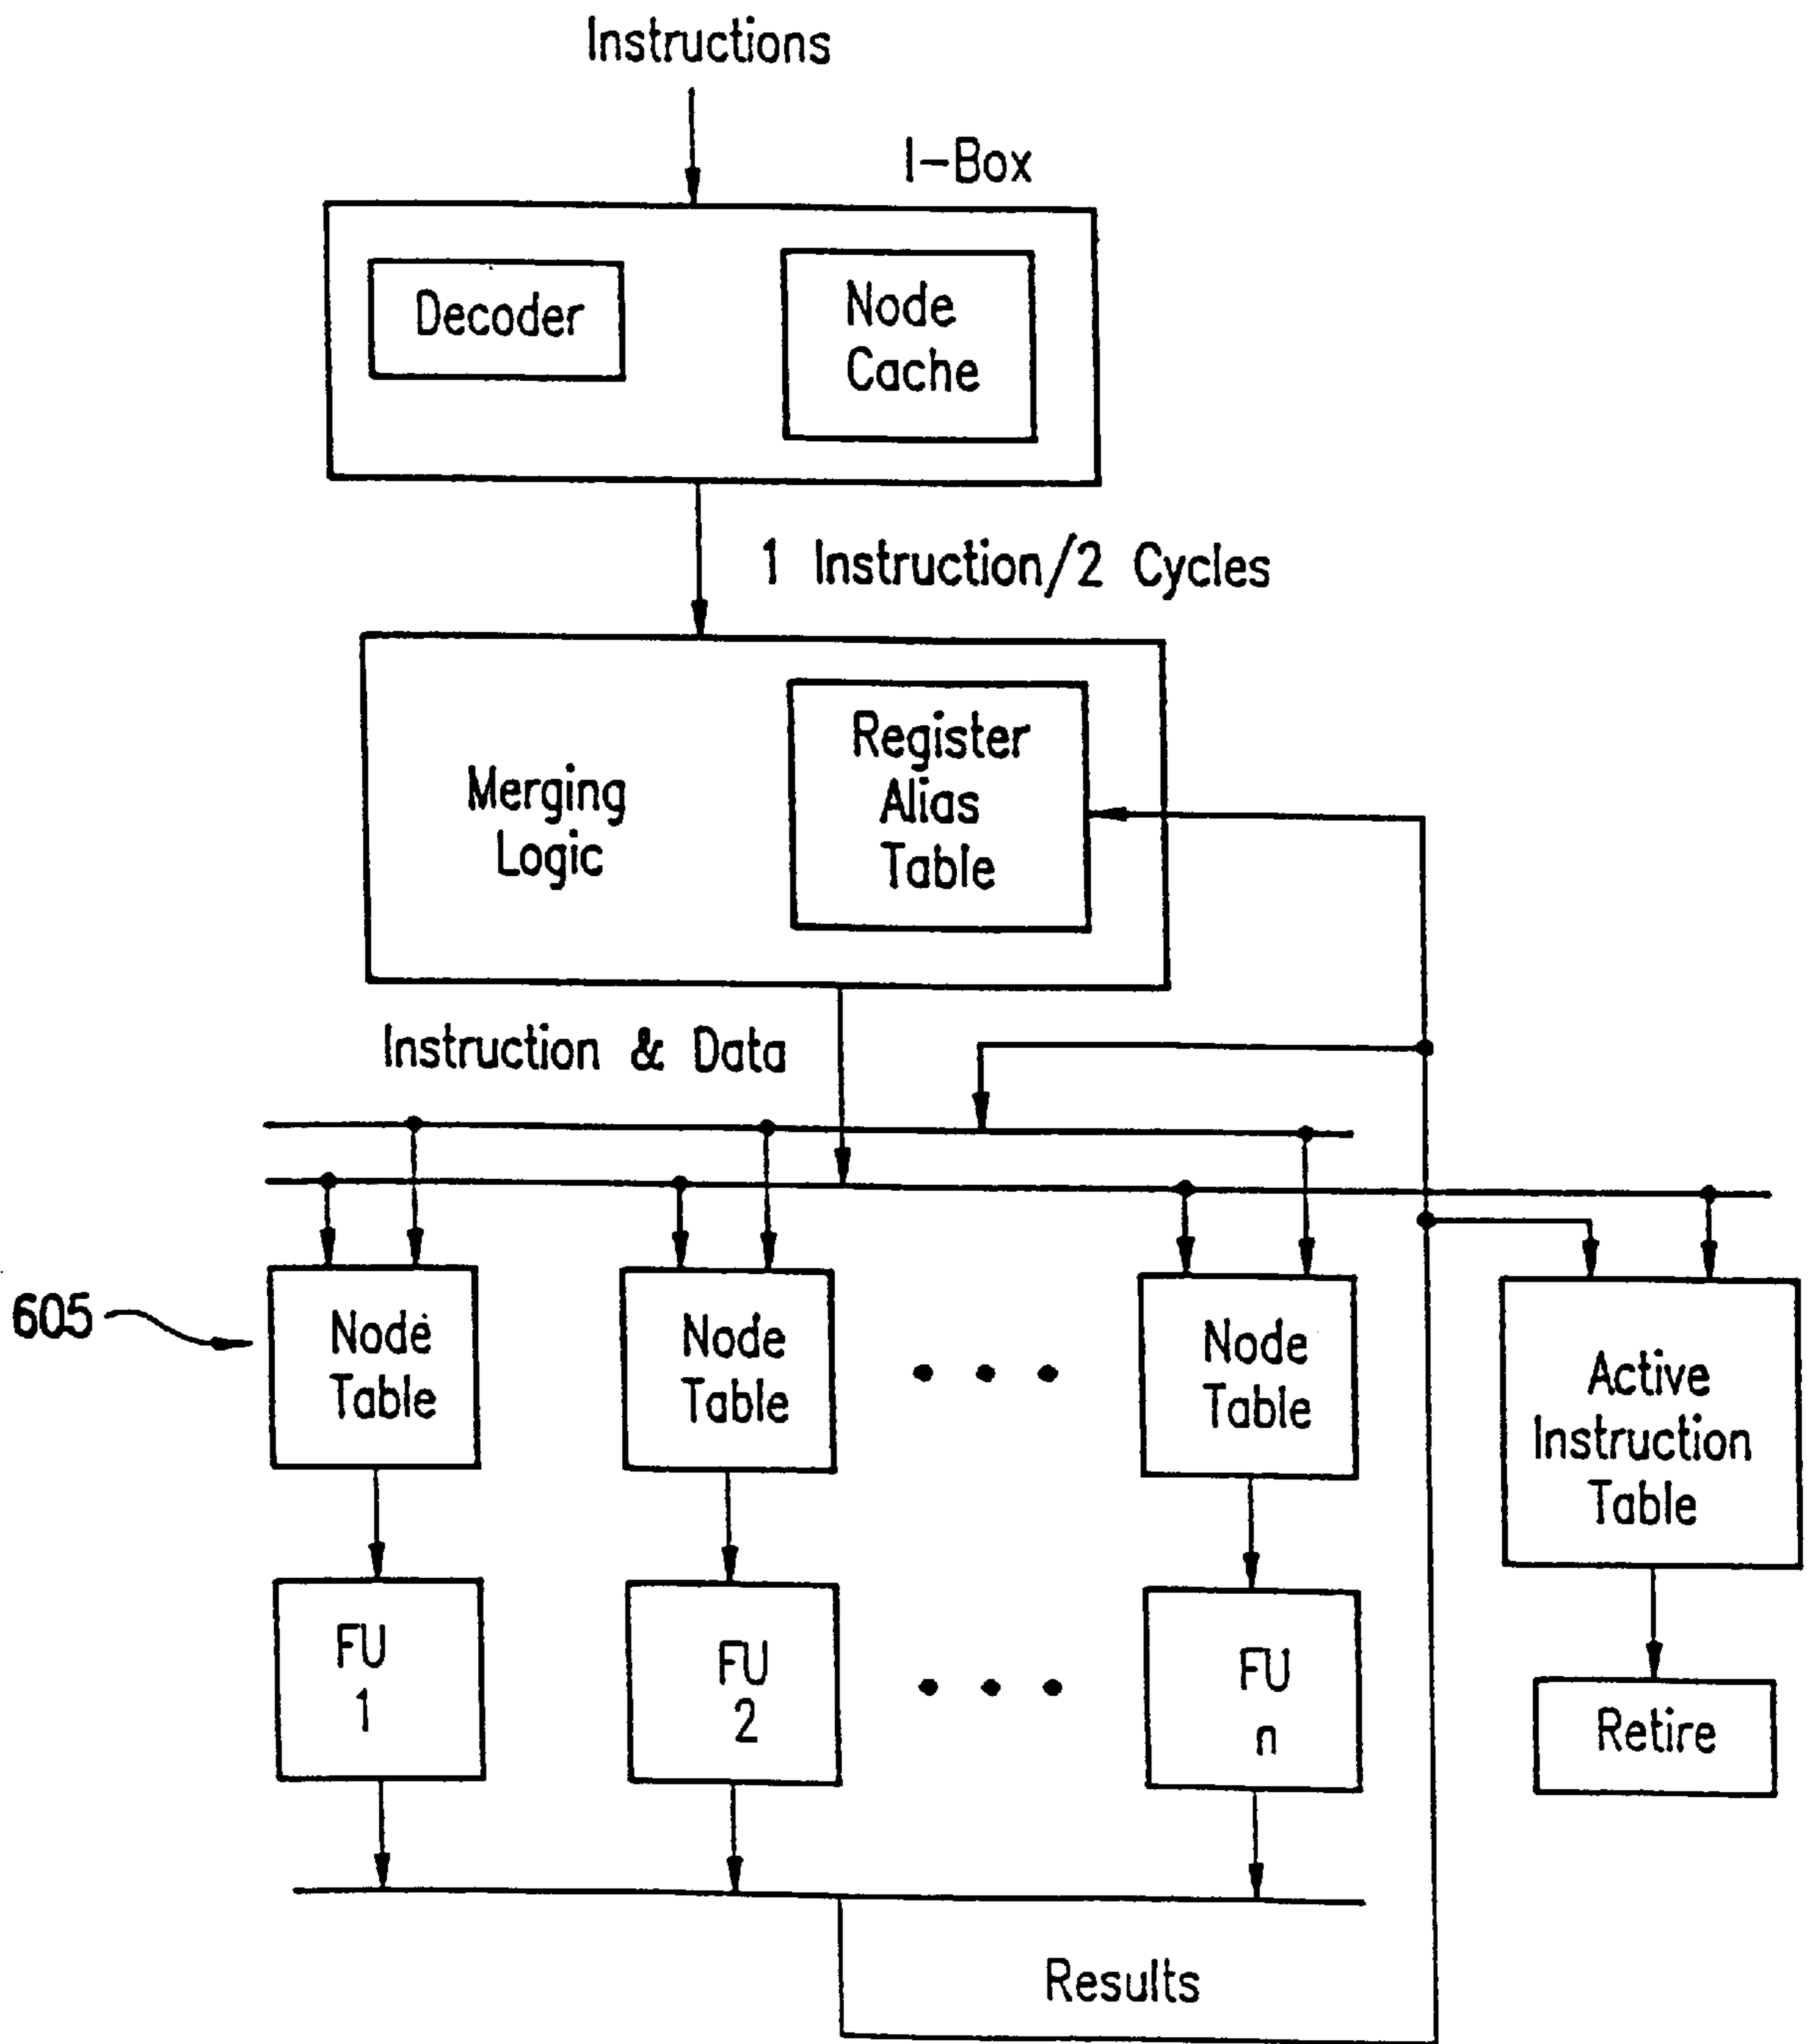 Instructions
I-Box
Decoder
Node
Cache
1 Instruction/2 Cycles
Merging
Logic
Register
Alias
Table
Instruction & Data
605
Node
Table
Node
Table
Node
Table
Active
Instruction
Table
FU
1
FU
2
FU
n
Retire
Results